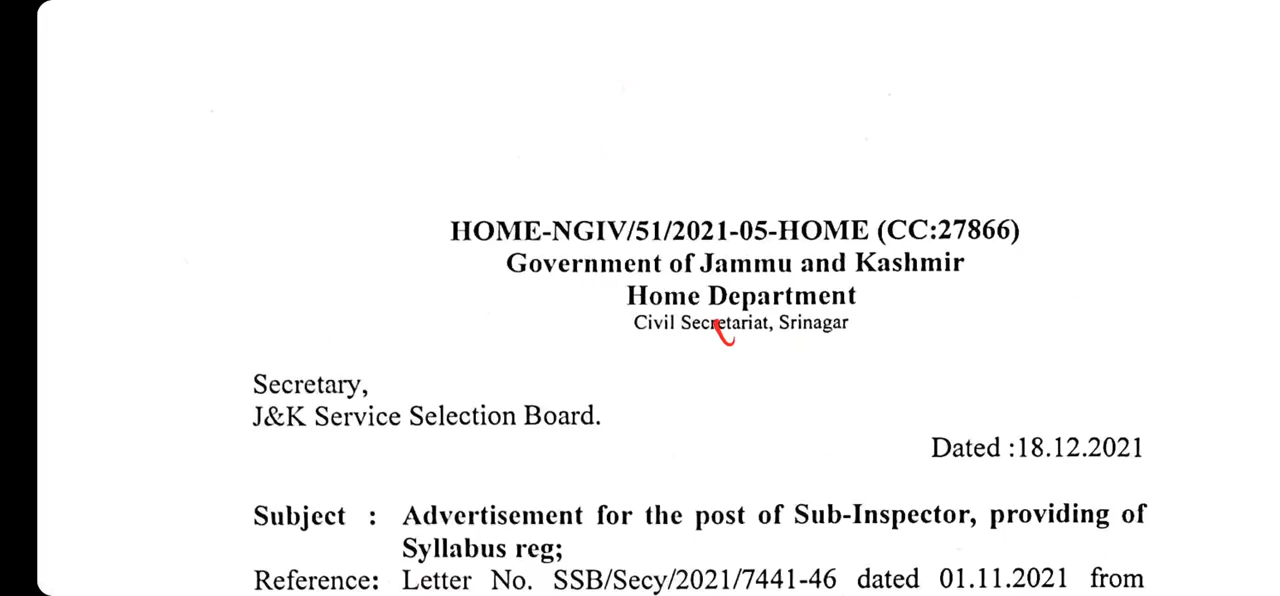 HOME-NGIV/51/2021-05-HOME (CC:27866)
Government of Jammu and Kashmir
Home Department
Civil Secretariat, Srinagar
Secretary,
J&K Service Selection Board.
Dated :18.12.2021
Subject : Advertisement for the post of Sub-Inspector, providing of
Syllabus reg;
Reference: Letter No. SSB/Secy/2021/7441-46 dated 01.11.2021 from